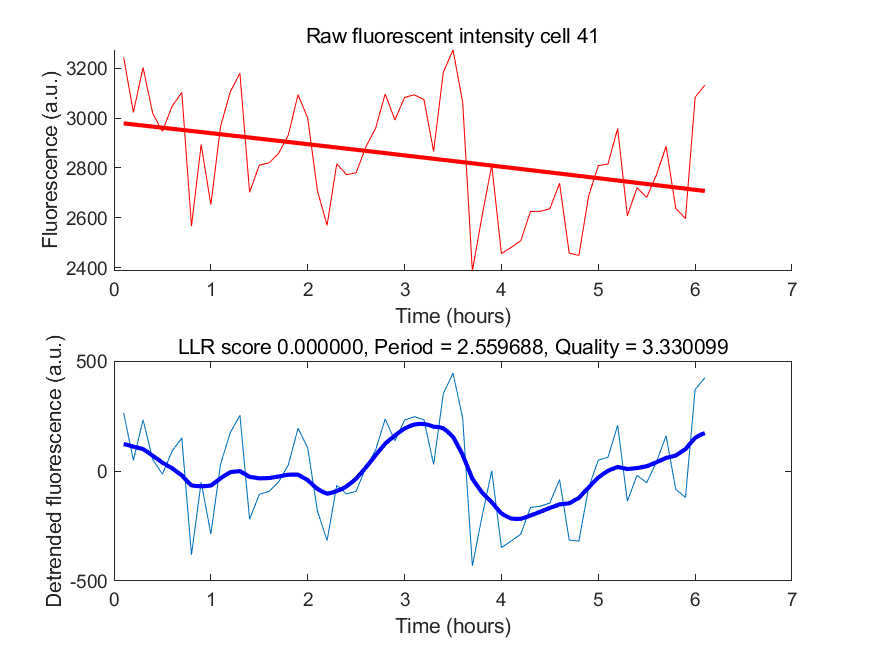 Raw fluorescent intensity cell 41
Fluorescence (a.u.)
3200
3000
2800
2600
2400
0 1 2 3 4 5 6 7
Time (hours)
LLR score 0.000000, Period = 2.559688, Quality = 3.330099
Detrended fluorescence (a.u.)
500
0
-500
0 1 2 3 4 5 6 7
Time (hours)